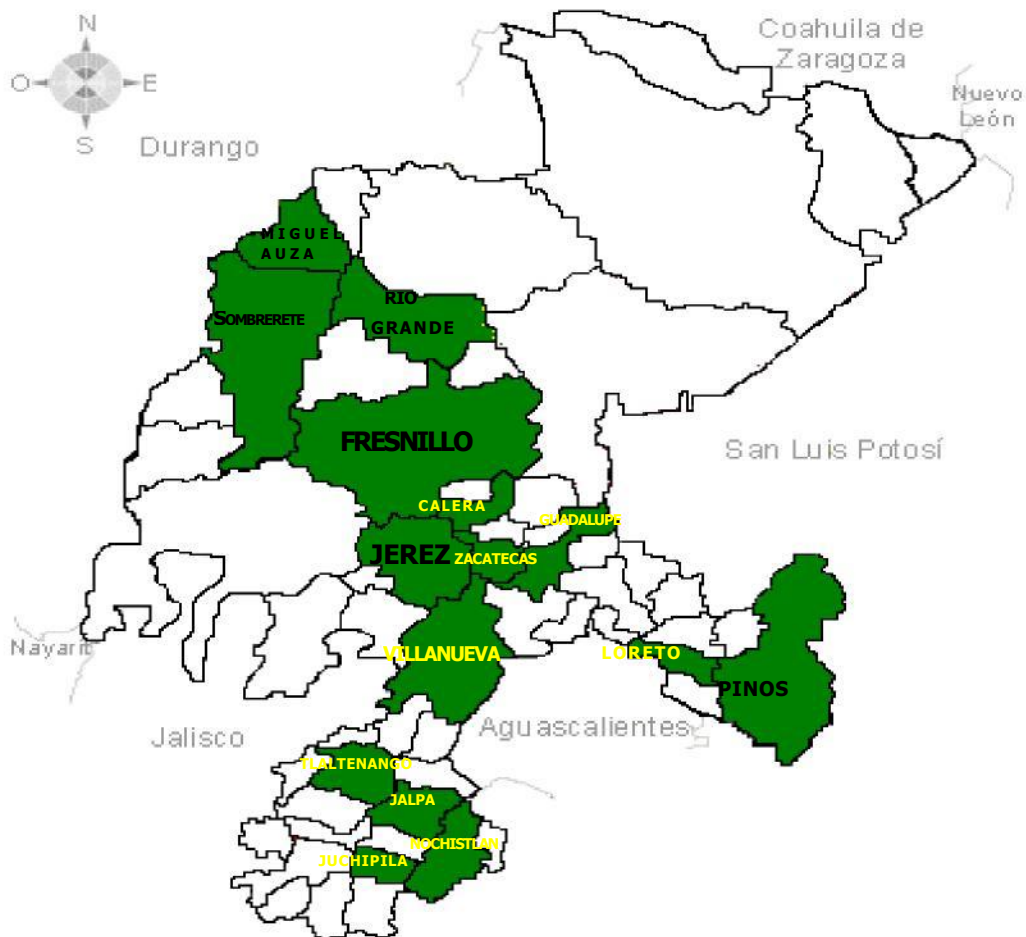 N
Coahuila de
Zaragoza
O
E
Nuevo
León
S
Durango
MIGUEL
AUZA
RIO
SOMBRERETE
GRANDE
FRESNILLO
San Luis Potosí
CALERA
GUADALUPE
JEREZ
ZACATECAS
Nayarit
VILLANUEVA
LORETO
PINOS
Jalisco
Aguascalientes
TLALTENANGO
JALPA
NOCHISTLAN
JUCHIPILA